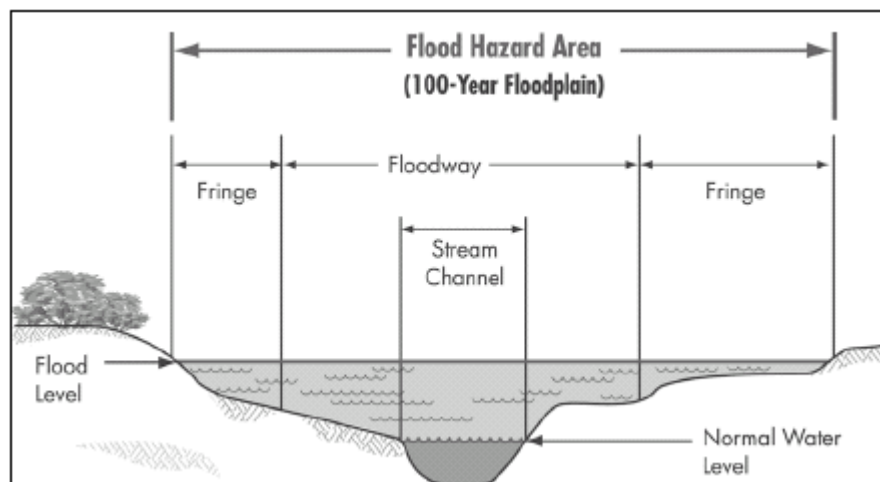 Flood Hazard Area
(100-Year Floodplain)
Fringe
Floodway
Fringe
Stream
Channel
Flood
Level
Normal Water
Level